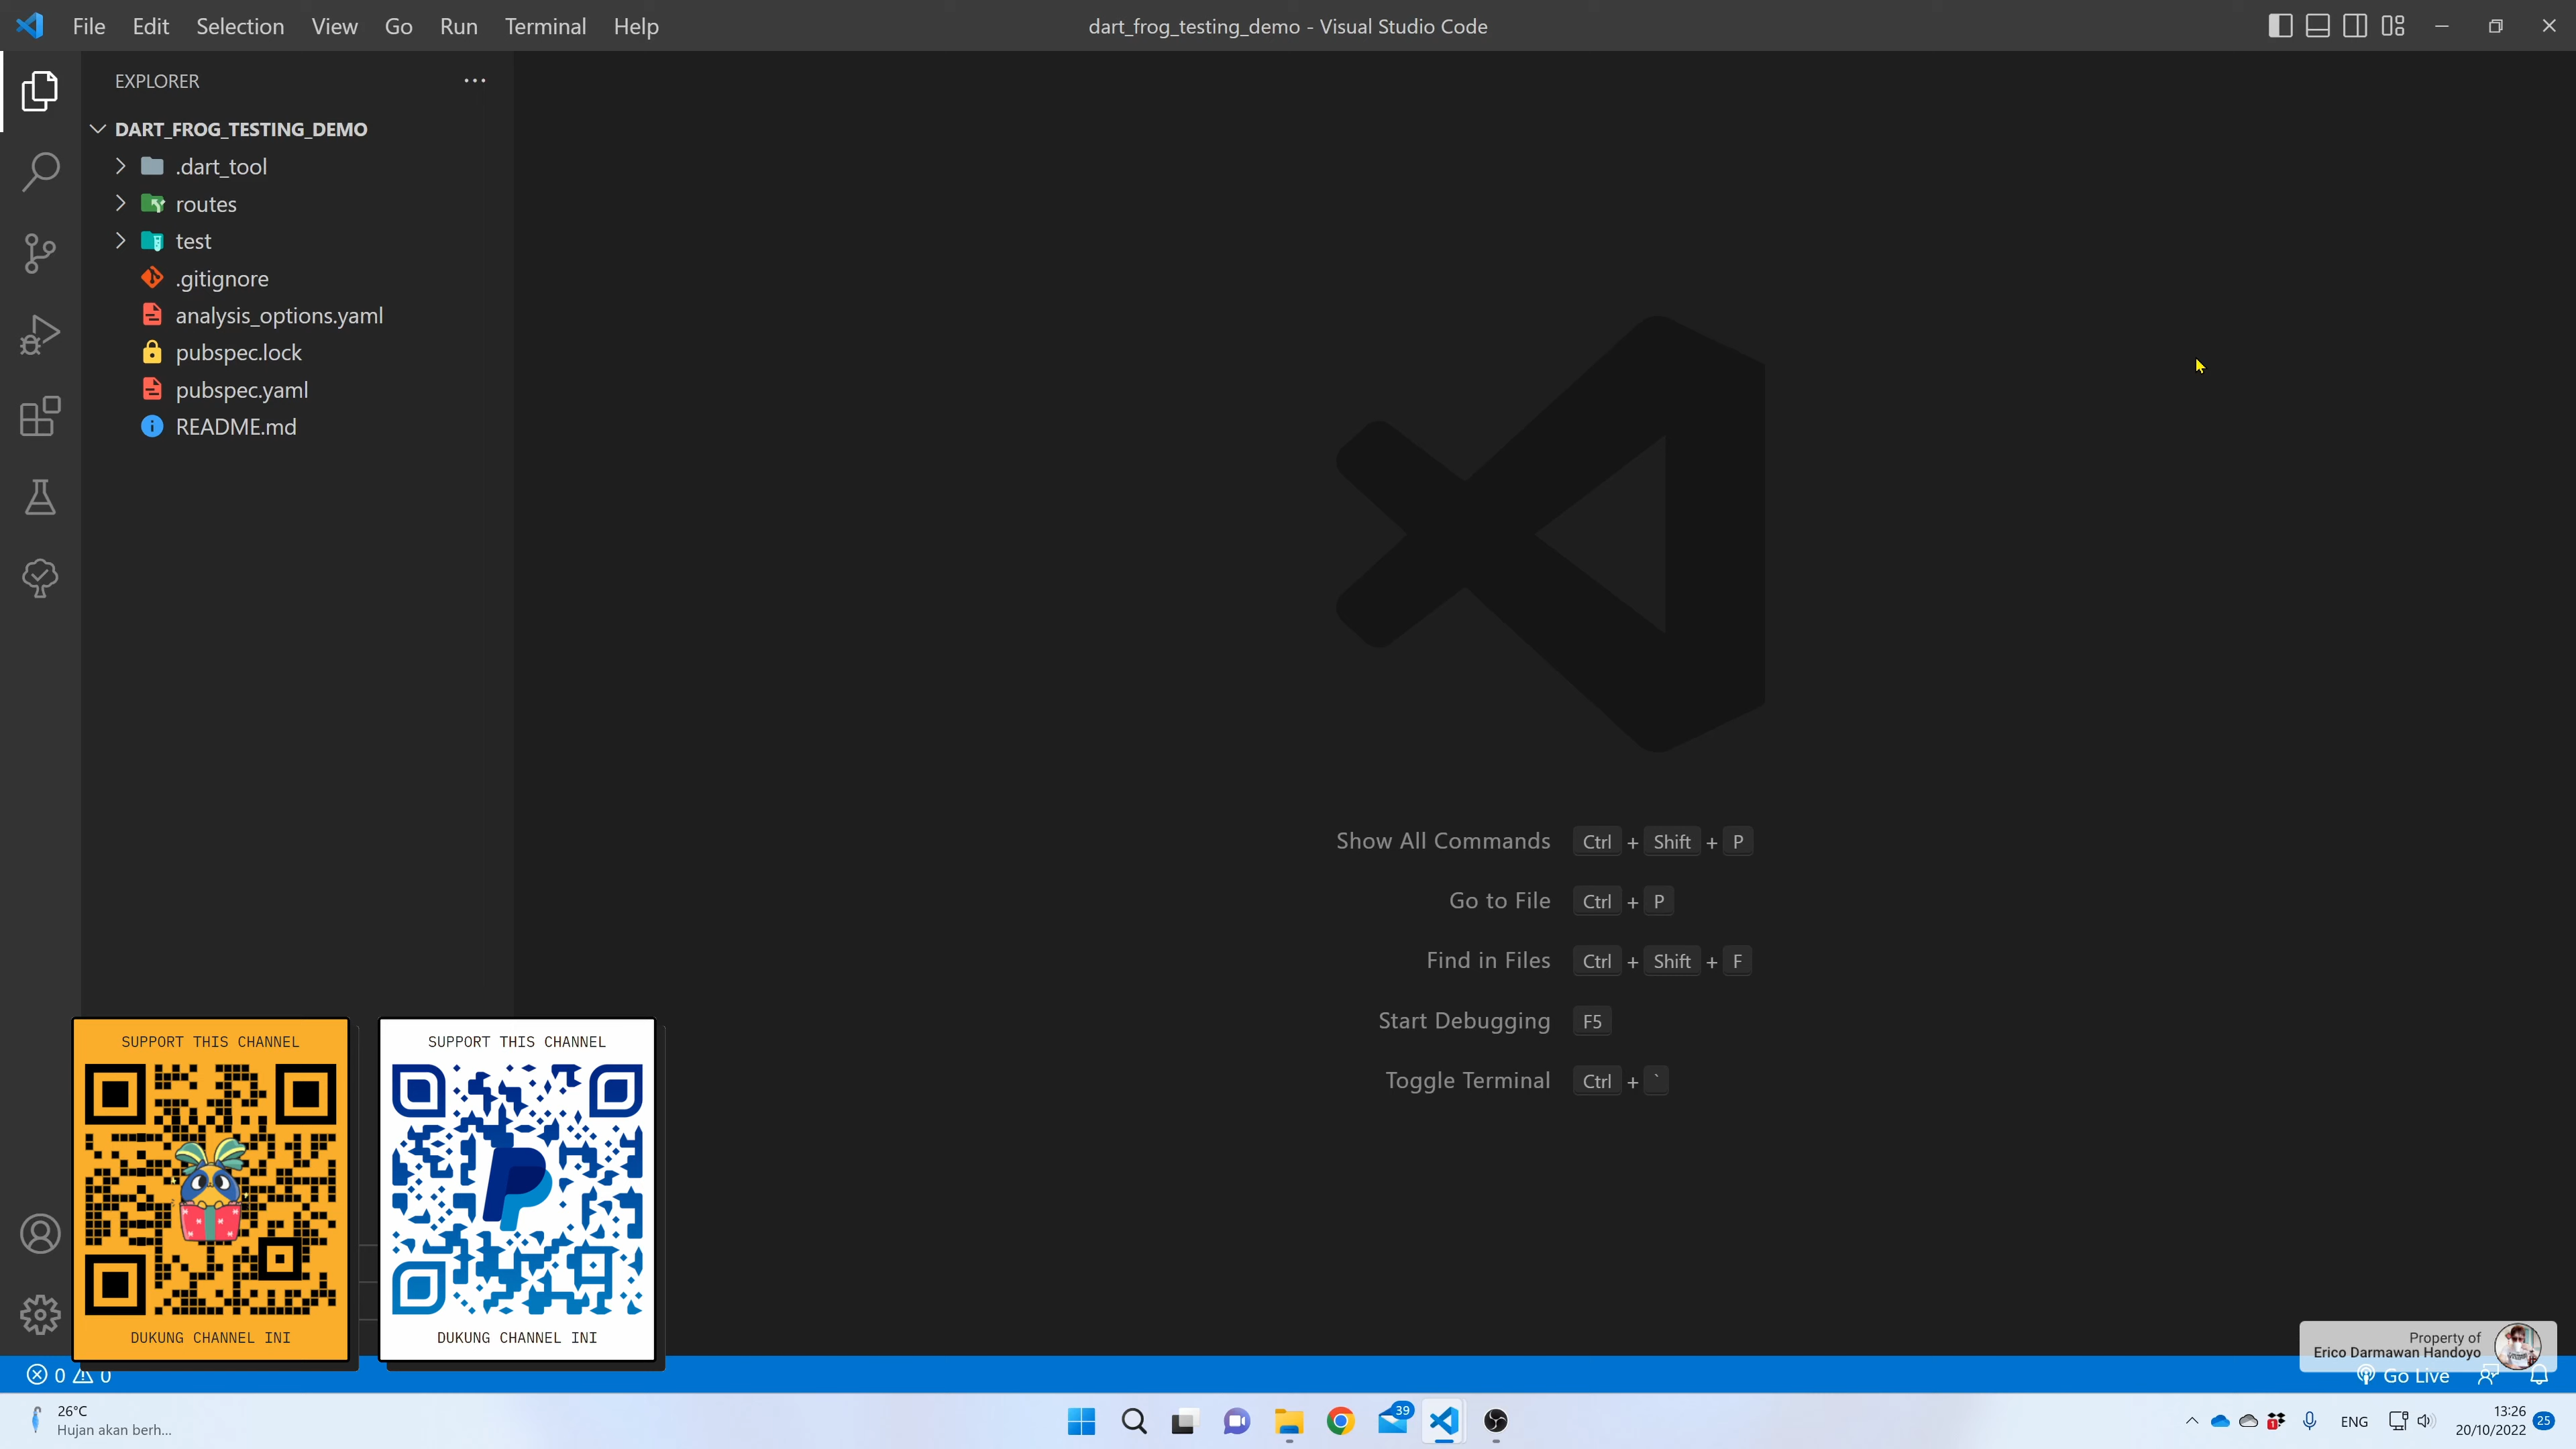 File Edit Selection View Go Run Terminal Help
dart_frog_testing_demo - Visual Studio Code
EXPLORER
DART_FROG_TESTING_DEMO
.dart_tool
routes
test
.gitignore
analysis_options.yaml
pubspec.lock
pubspec.yaml
README.md
Show All Commands Ctrl + Shift + P
Go to File Ctrl + P
Find in Files Ctrl + Shift + F
Start Debugging F5
Toggle Terminal Ctrl + `
SUPPORT THIS CHANNEL
DUKUNG CHANNEL INI
SUPPORT THIS CHANNEL
DUKUNG CHANNEL INI
Property of
Erico Darmawan Handoyo
0 0
Go Live
26°C
Hujan akan berh...
39
1
ENG
13:26
20/10/2022
25